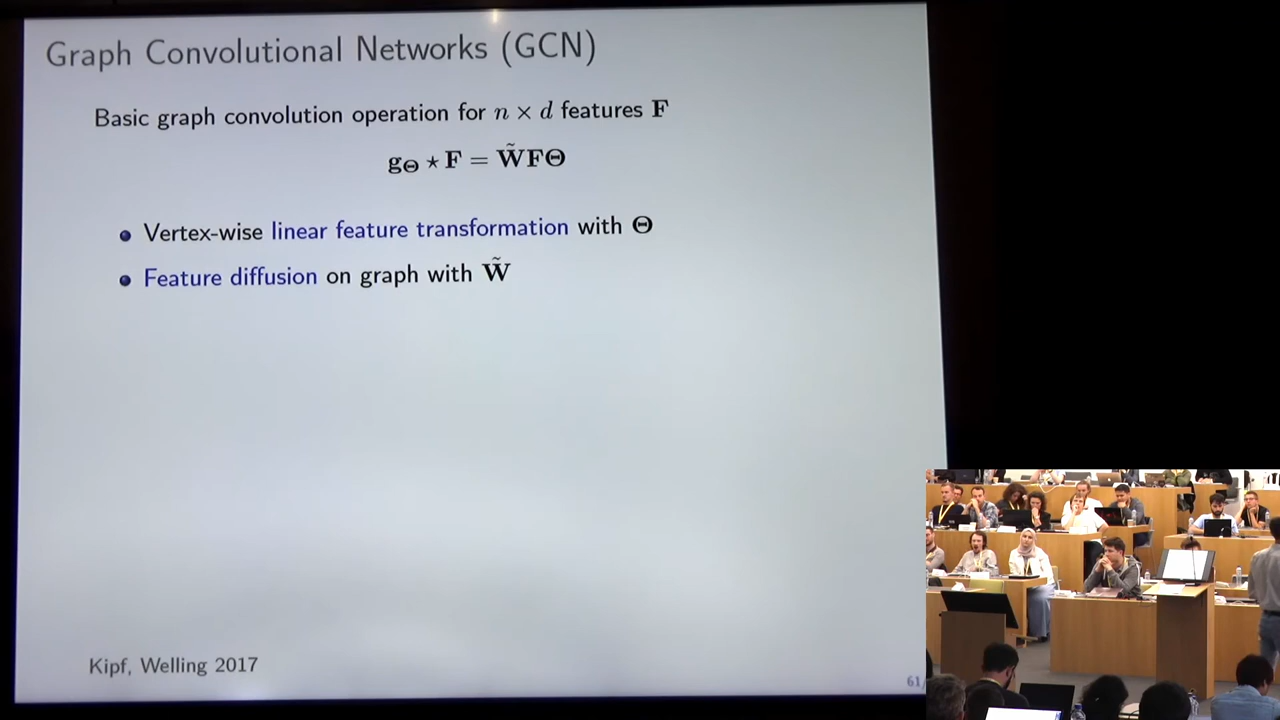 Graph Convolutional Networks (GCN)
Basic graph convolution operation for n × d features F
g_Θ ⋆ F = W̃FΘ
Vertex-wise linear feature transformation with Θ
Feature diffusion on graph with W̃
Kipf, Welling 2017
61/